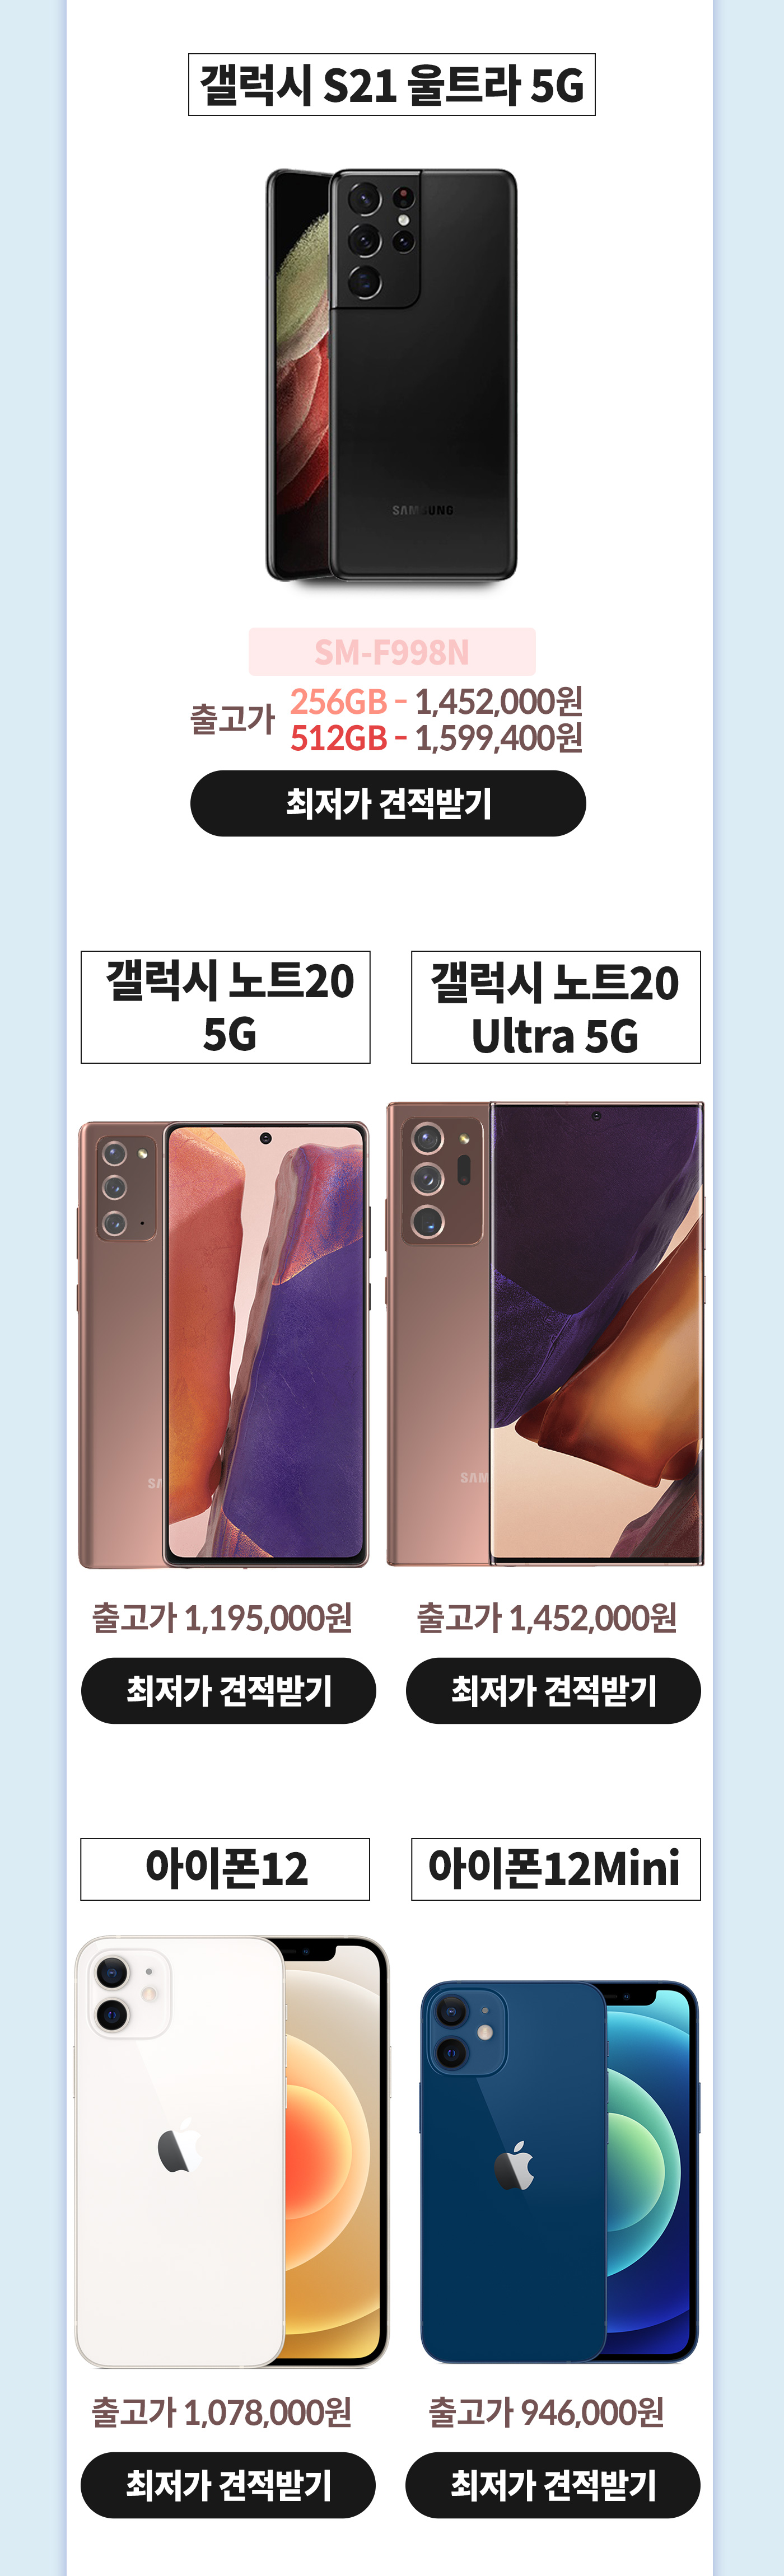 갤럭시 S21 울트라 5G
SAMSUNG
SM-F998N
출고가
256GB - 1,452,000원
512GB - 1,599,400원
최저가 견적받기
갤럭시 노트20
5G
갤럭시 노트20
Ultra 5G
SA
SAM
출고가 1,195,000원
출고가 1,452,000원
최저가 견적받기
최저가 견적받기
아이폰12
아이폰12Mini
출고가 1,078,000원
출고가 946,000원
최저가 견적받기
최저가 견적받기